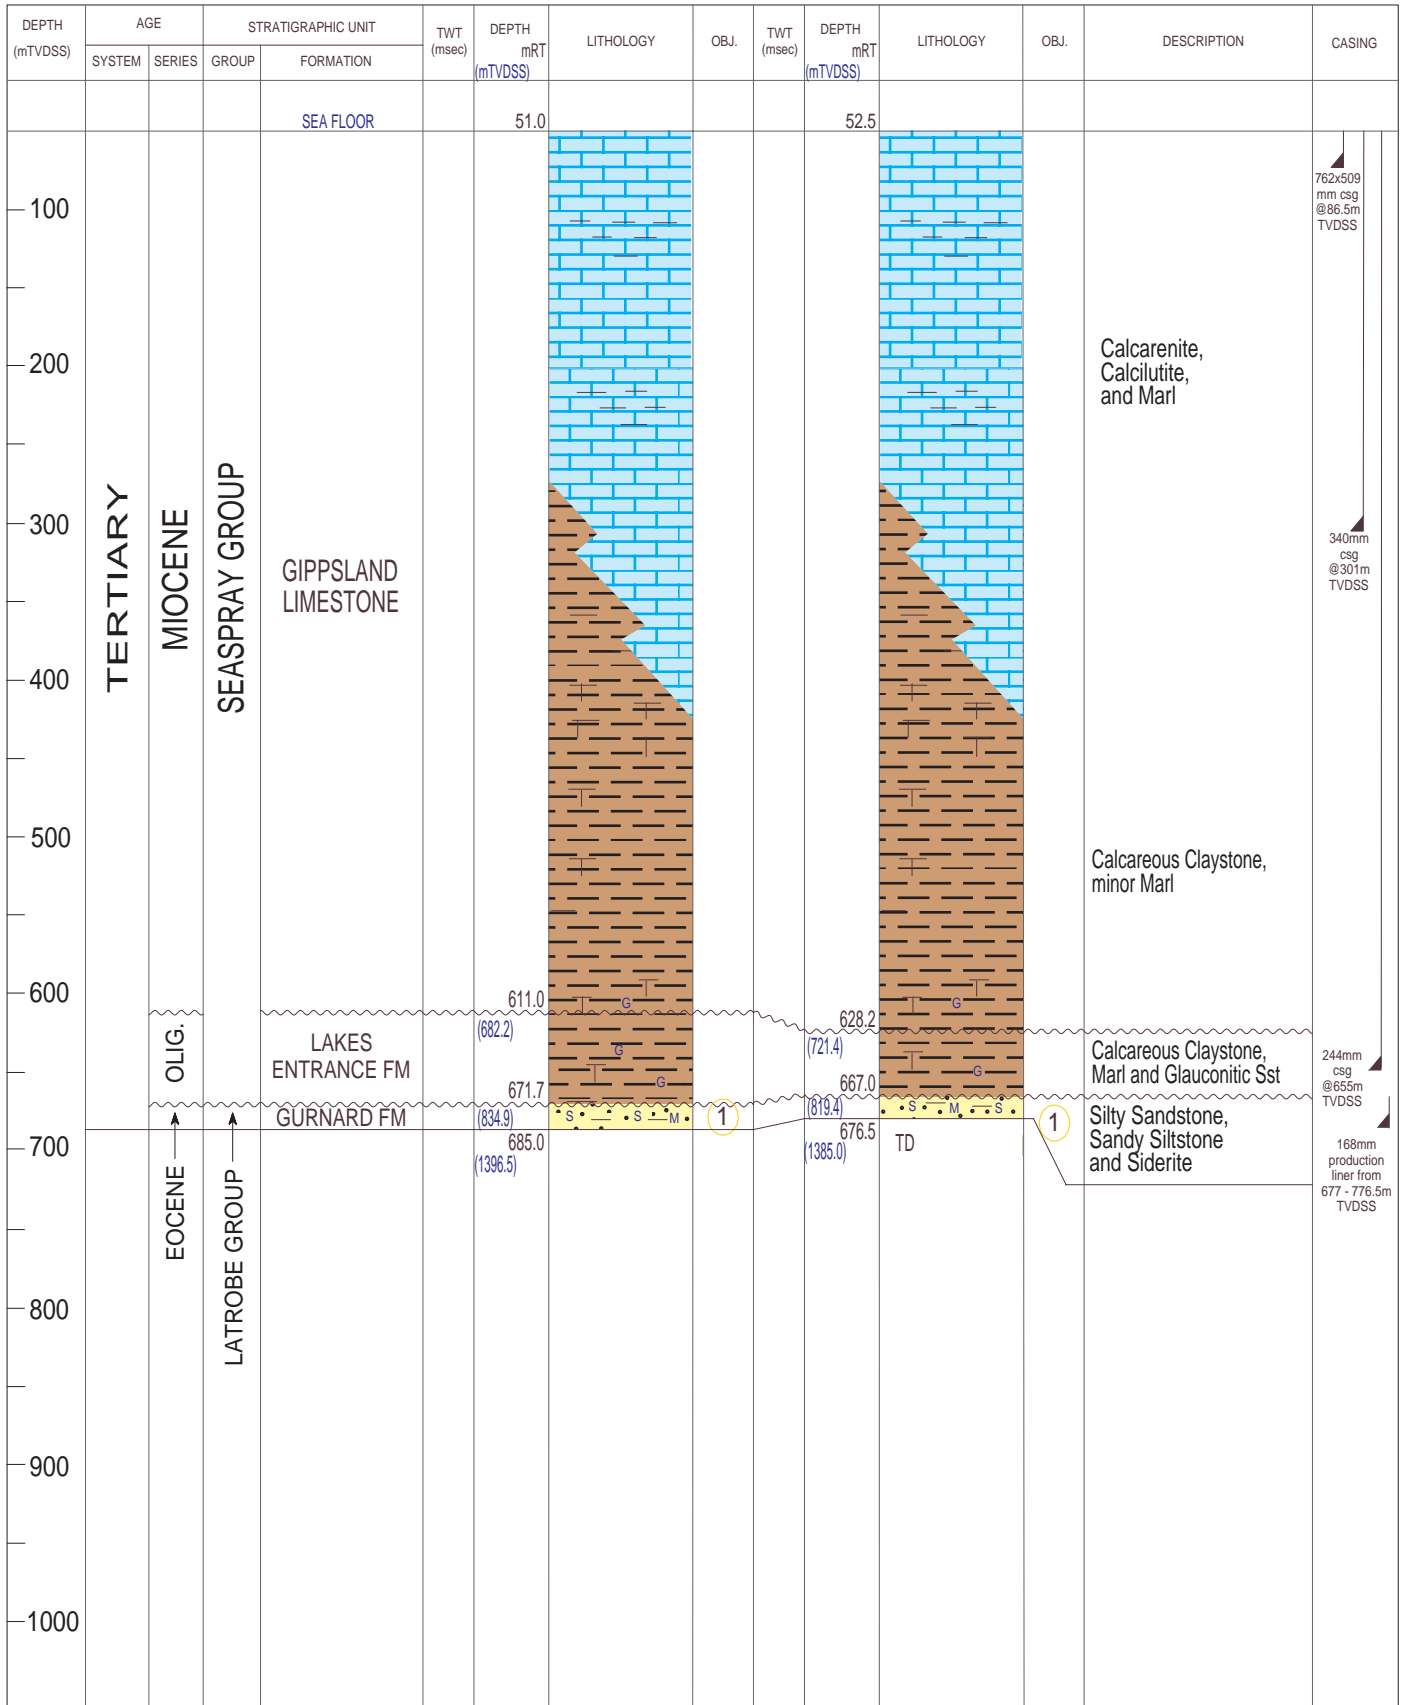 DEPTH
(mTVDSS)
AGE
SYSTEM
SERIES
STRATIGRAPHIC UNIT
GROUP
FORMATION
TWT
(msec)
DEPTH
mRT
(mTVDSS)
LITHOLOGY
OBJ.
TWT
(msec)
DEPTH
mRT
(mTVDSS)
LITHOLOGY
OBJ.
DESCRIPTION
CASING
SEA FLOOR
51.0
52.5
100
200
300
400
500
600
700
800
900
1000
TERTIARY
MIOCENE
OLIG.
EOCENE
SEASPRAY GROUP
LATROBE GROUP
GIPPSLAND
LIMESTONE
LAKES
ENTRANCE FM
GURNARD FM
611.0
(682.2)
671.7
(834.9)
685.0
(1396.5)
G
G
G
S
S
M
1
628.2
(721.4)
667.0
(819.4)
676.5
(1385.0)
G
G
S
M
S
TD
1
Calcarenite,
Calcilutite,
and Marl
Calcareous Claystone,
minor Marl
Calcareous Claystone,
Marl and Glauconitic Sst
Silty Sandstone,
Sandy Siltstone
and Siderite
762x509
mm csg
@86.5m
TVDSS
340mm
csg
@301m
TVDSS
244mm
csg
@655m
TVDSS
168mm
production
liner from
677 - 776.5m
TVDSS